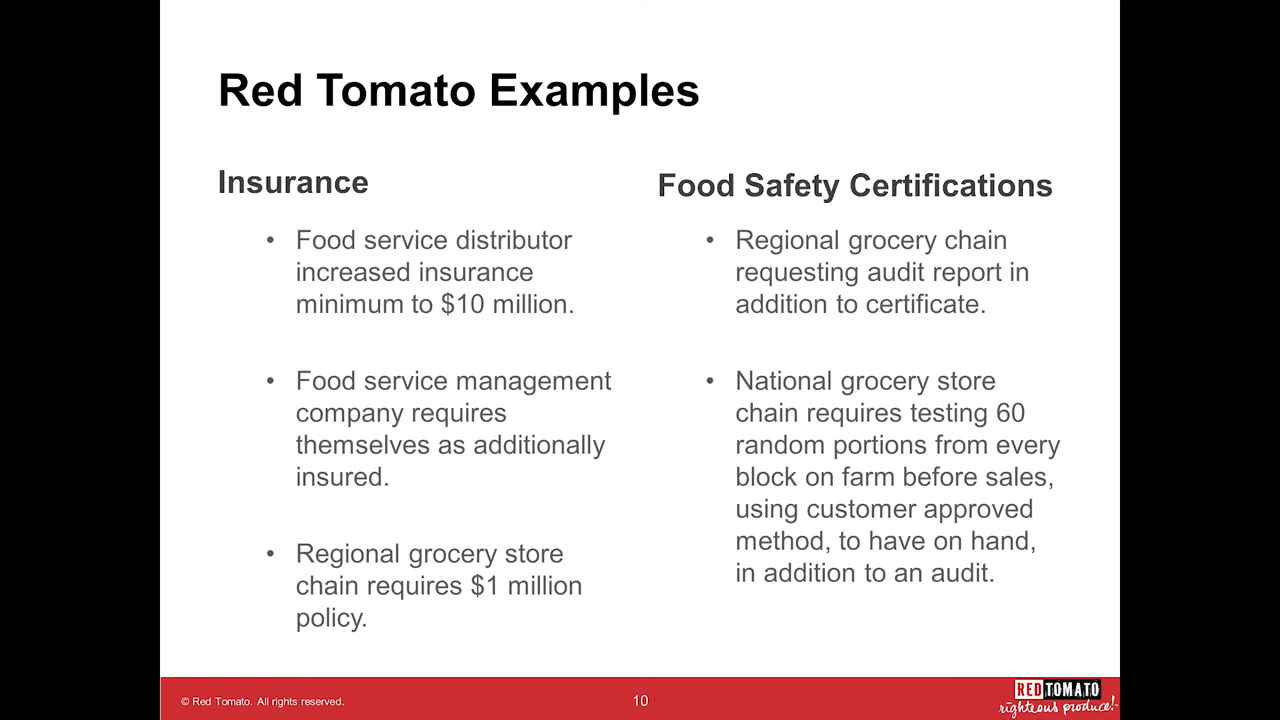 Red Tomato Examples
Insurance
• Food service distributor
increased insurance
minimum to $10 million.
• Food service management
company requires
themselves as additionally
insured.
• Regional grocery store
chain requires $1 million
policy.
Food Safety Certifications
• Regional grocery chain
requesting audit report in
addition to certificate.
• National grocery store
chain requires testing 60
random portions from every
block on farm before sales,
using customer approved
method, to have on hand,
in addition to an audit.
© Red Tomato. All rights reserved.
10
REDTOMATO
righteous produce!